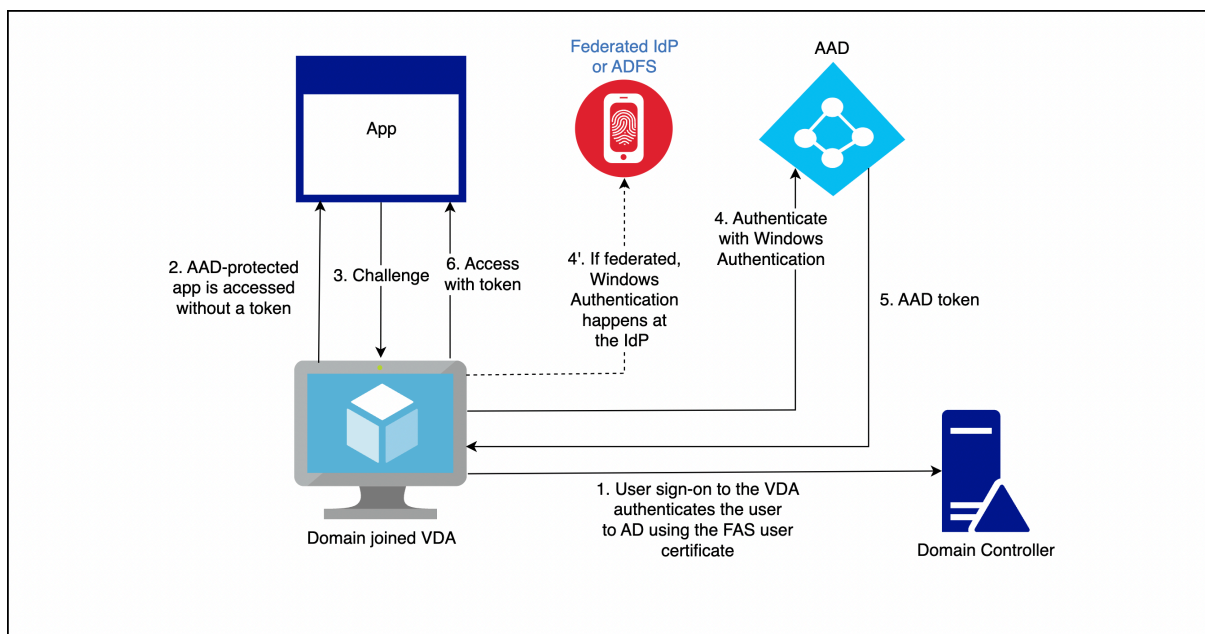 Federated IdP
or ADFS
AAD
App
2. AAD-protected
app is accessed
without a token
3. Challenge
6. Access
with token
4'. If federated,
Windows
Authentication
happens at
the IdP
4. Authenticate
with Windows
Authentication
5. AAD token
1. User sign-on to the VDA
authenticates the user
to AD using the FAS user
certificate
Domain joined VDA
Domain Controller